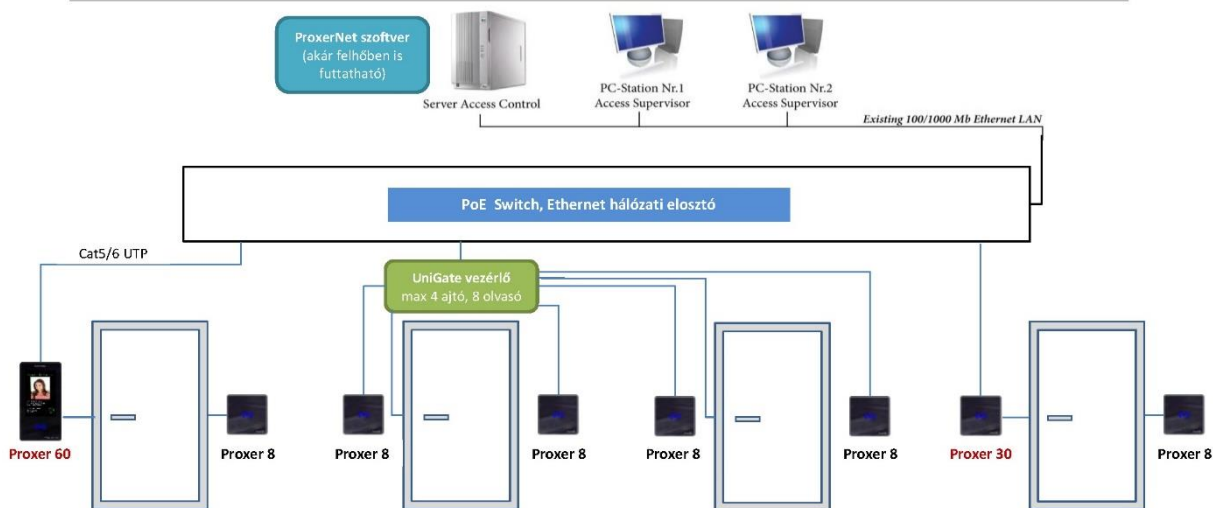 ProxerNet szoftver
(akár felhőben is
futtatható)
Server Access Control
PC-Station Nr.1
Access Supervisor
PC-Station Nr.2
Access Supervisor
Existing 100/1000 Mb Ethernet LAN
PoE Switch, Ethernet hálózati elosztó
Cat5/6 UTP
UniGate vezérlő
max 4 ajtó, 8 olvasó
Proxer 60
Proxer 8
Proxer 8
Proxer 8
Proxer 8
Proxer 8
Proxer 30
Proxer 8